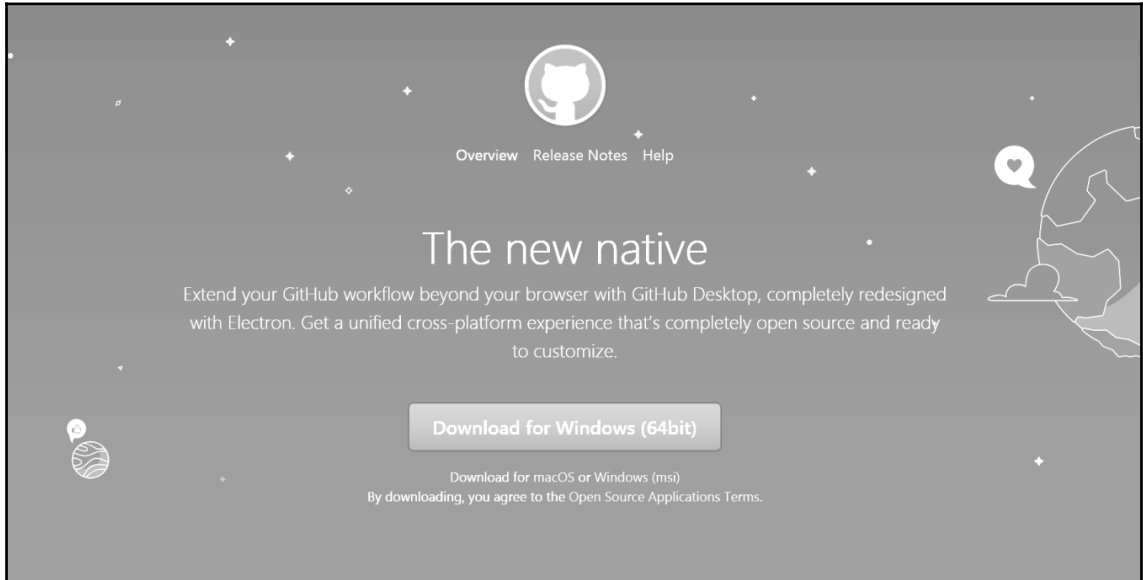 Overview Release Notes Help
The new native
Extend your GitHub workflow beyond your browser with GitHub Desktop, completely redesigned
with Electron. Get a unified cross-platform experience that's completely open source and ready
to customize.
Download for Windows (64bit)
Download for macOS or Windows (msi)
By downloading, you agree to the Open Source Applications Terms.